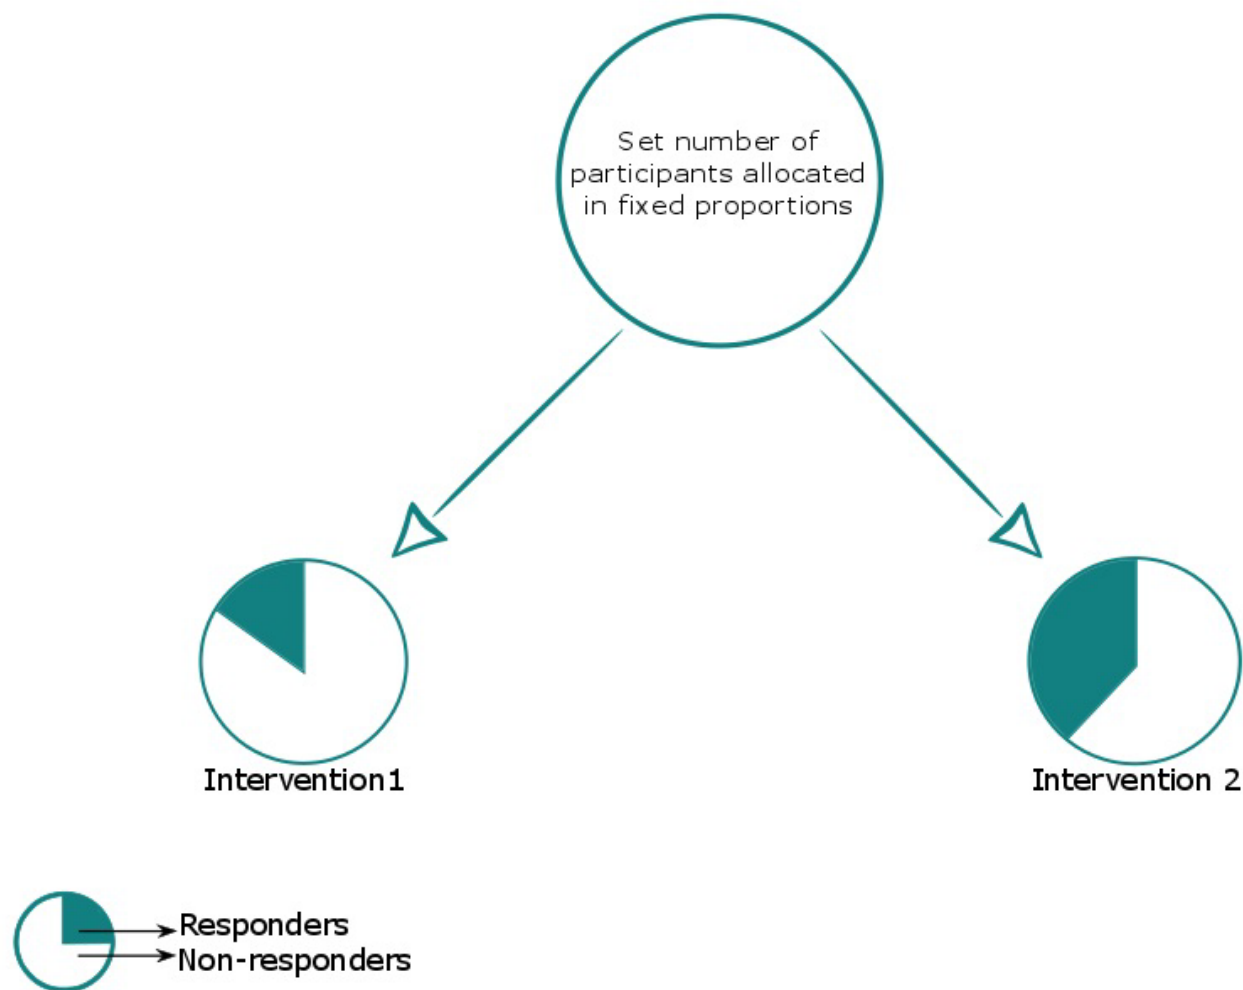 Set number of
participants allocated
in fixed proportions
Intervention1
Intervention 2
Responders
Non-responders